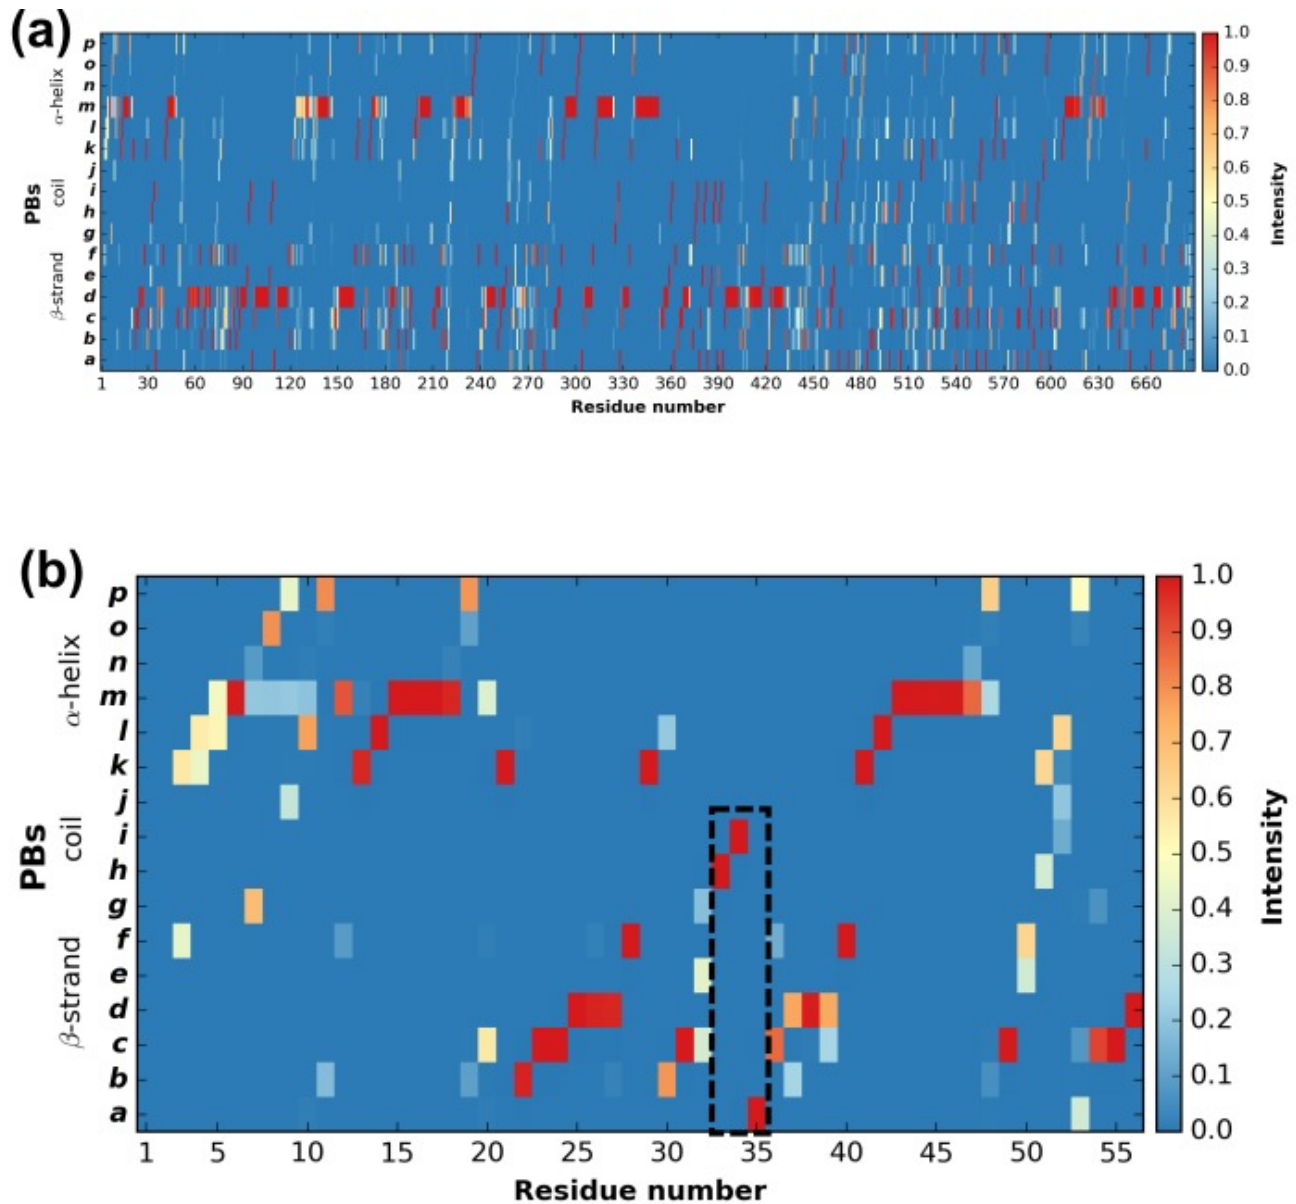 (a)
PBs
α-helix
coil
β-strand
p
o
n
m
l
k
j
i
h
g
f
e
d
c
b
a
1 30 60 90 120 150 180 210 240 270 300 330 360 390 420 450 480 510 540 570 600 630 660
Residue number
1.0
0.9
0.8
0.7
0.6
0.5
0.4
0.3
0.2
0.1
0.0
Intensity
(b)
PBs
α-helix
coil
β-strand
p
o
n
m
l
k
j
i
h
g
f
e
d
c
b
a
1 5 10 15 20 25 30 35 40 45 50 55
Residue number
1.0
0.9
0.8
0.7
0.6
0.5
0.4
0.3
0.2
0.1
0.0
Intensity